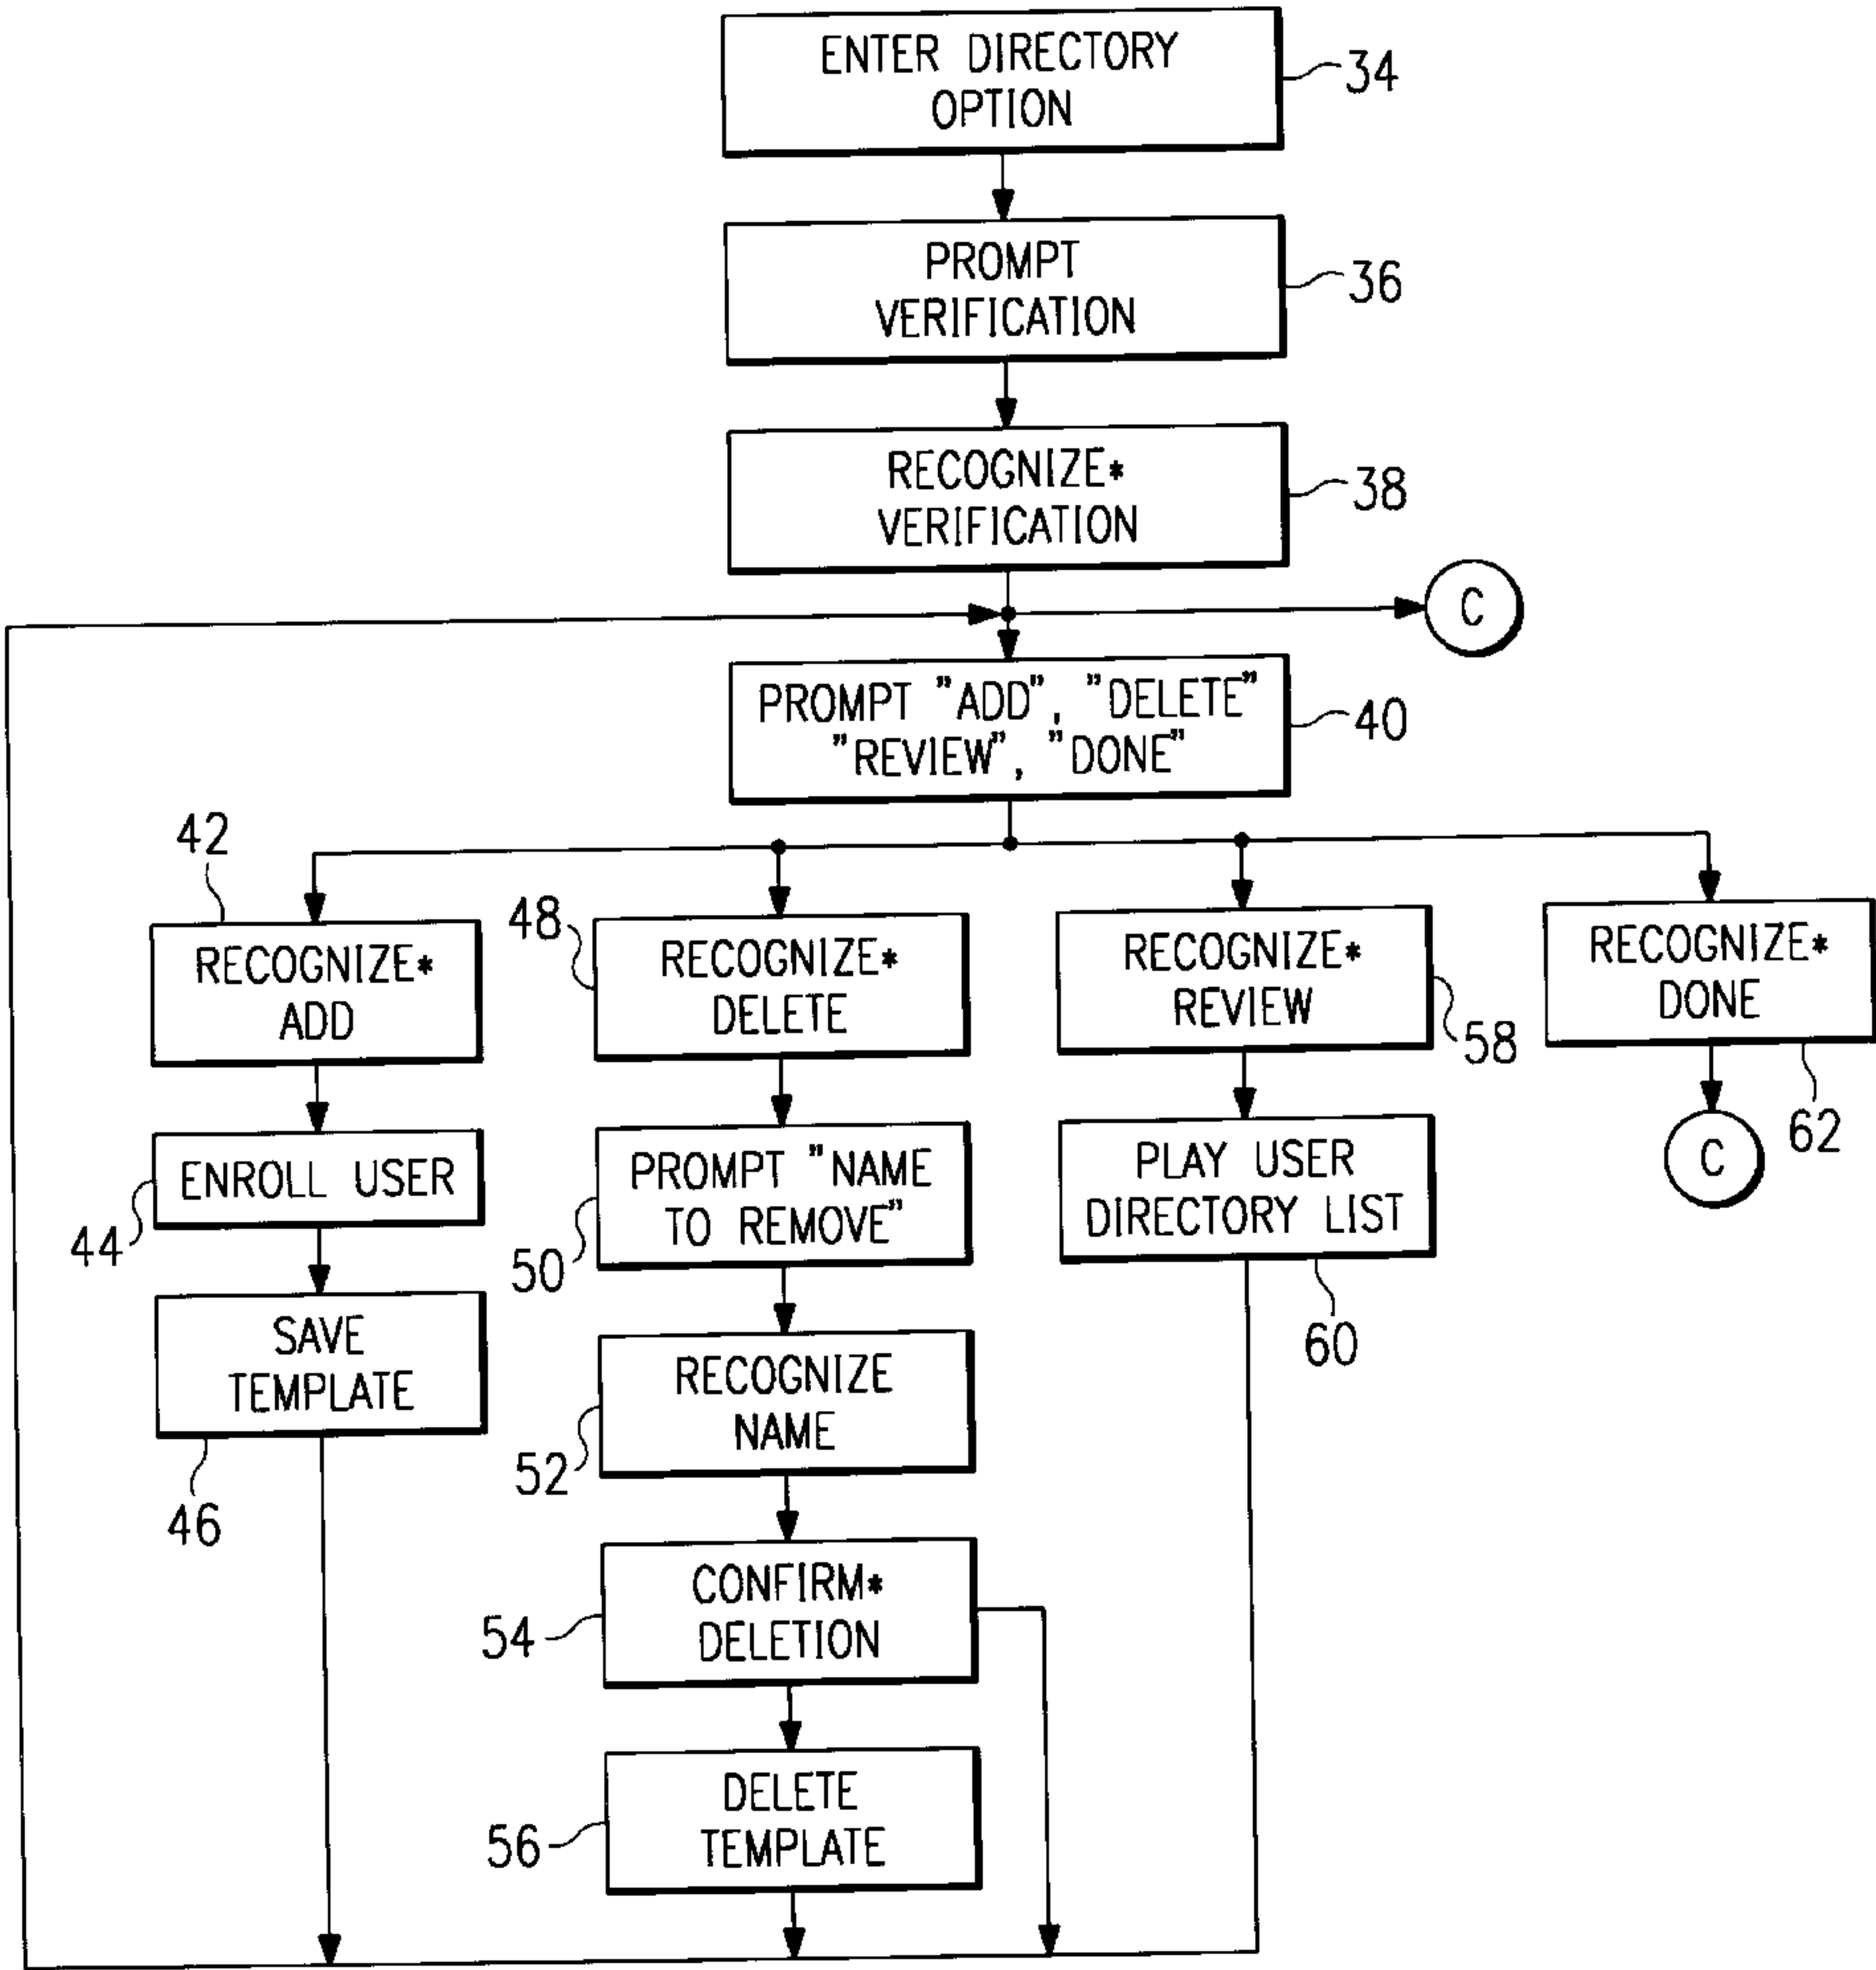 ENTER DIRECTORY
OPTION
34
PROMPT
VERIFICATION
36
RECOGNIZE*
VERIFICATION
38
C
PROMPT "ADD", "DELETE"
"REVIEW", "DONE"
40
42
RECOGNIZE*
ADD
48
RECOGNIZE*
DELETE
RECOGNIZE*
REVIEW
58
RECOGNIZE*
DONE
62
ENROLL USER
44
PROMPT "NAME
TO REMOVE"
50
PLAY USER
DIRECTORY LIST
60
C
SAVE
TEMPLATE
46
RECOGNIZE
NAME
52
CONFIRM*
DELETION
54
DELETE
TEMPLATE
56